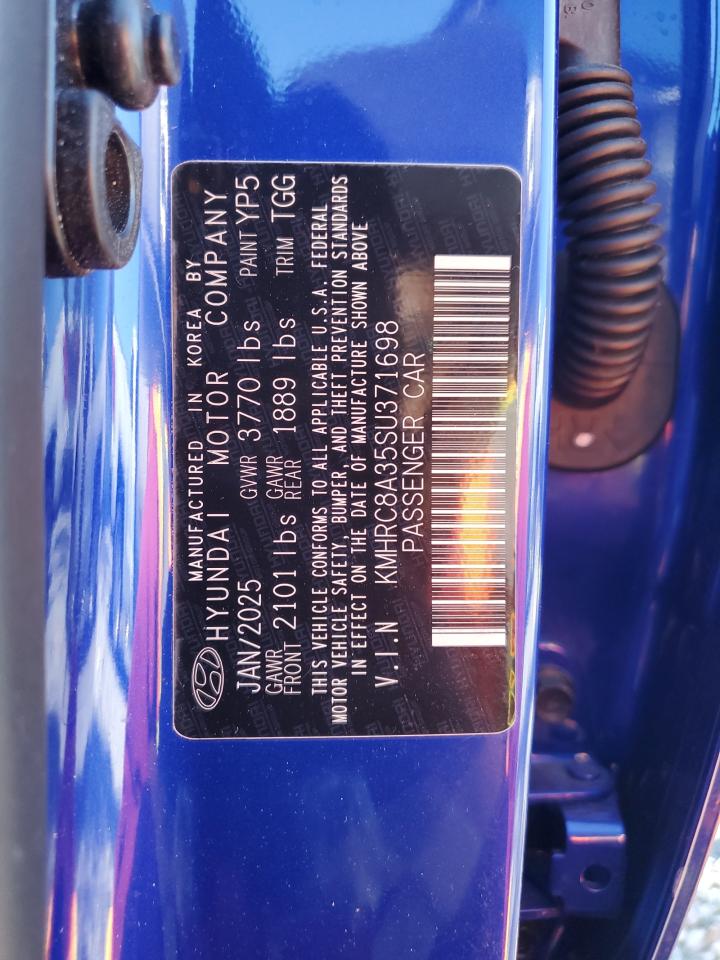 MANUFACTURED IN KOREA BY
HYUNDAI MOTOR COMPANY
JAN/2025 GVWR 3770 lbs PAINT YP5
GAWR FRONT 2101 lbs GAWR REAR 1889 lbs TRIM TGG
THIS VEHICLE CONFORMS TO ALL APPLICABLE U.S.A. FEDERAL
MOTOR VEHICLE SAFETY, BUMPER, AND THEFT PREVENTION STANDARDS
IN EFFECT ON THE DATE OF MANUFACTURE SHOWN ABOVE
V.I.N KMHRC8A35SU371698
PASSENGER CAR